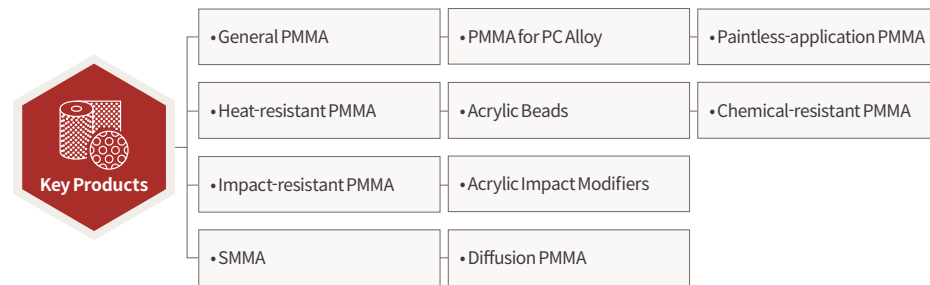 Key Products
• General PMMA
• PMMA for PC Alloy
• Paintless-application PMMA
• Heat-resistant PMMA
• Acrylic Beads
• Chemical-resistant PMMA
• Impact-resistant PMMA
• Acrylic Impact Modifiers
• SMMA
• Diffusion PMMA